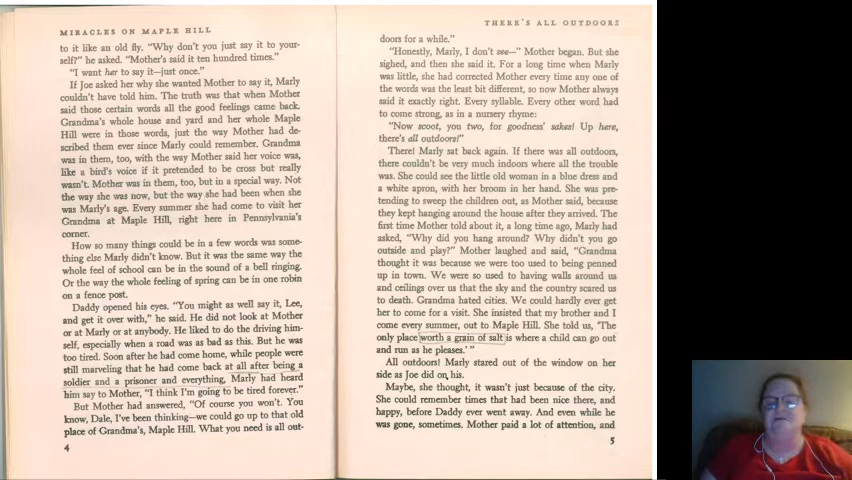 MIRACLES ON MAPLE HILL
to it like an old fly. "Why don't you just say it to your-
self?" he asked. "Mother's said it ten hundred times."
"I want her to say it—just once."
If Joe asked her why she wanted Mother to say it, Marly
couldn't have told him. The truth was that when Mother
said those certain words all the good feelings came back.
Grandma's whole house and yard and her whole Maple
Hill were in those words, just the way Mother had de-
scribed them ever since Marly could remember. Grandma
was in them, too, with the way Mother said her voice was,
like a bird's voice if it pretended to be cross but really
wasn't. Mother was in them, too, but in a special way. Not
the way she was now, but the way she had been when she
was Marly's age. Every summer she had come to visit her
Grandma at Maple Hill, right here in Pennsylvania's
corner.
How so many things could be in a few words was some-
thing else Marly didn't know. But it was the same way the
whole feel of school can be in the sound of a bell ringing.
Or the way the whole feeling of spring can be in one robin
on a fence post.
Daddy opened his eyes. "You might as well say it, Lee,
and get it over with," he said. He did not look at Mother
or at Marly or at anybody. He liked to do the driving him-
self, especially when a road was as bad as this. But he was
too tired. Soon after he had come home, while people were
still marveling that he had come back at all after being a
soldier and a prisoner and everything, Marly had heard
him say to Mother, "I think I'm going to be tired forever."
But Mother had answered, "Of course you won't. You
know, Dale, I've been thinking—we could go up to that old
place of Grandma's, Maple Hill. What you need is all out-
4
THERE'S ALL OUTDOORS
doors for a while."
"Honestly, Marly, I don't see—" Mother began. But she
sighed, and then she said it. For a long time when Marly
was little, she had corrected Mother every time any one of
the words was the least bit different, so now Mother always
said it exactly right. Every syllable. Every other word had
to come strong, as in a nursery rhyme:
"Now scoot, you two, for goodness' sakes! Up here,
there's all outdoors!"
There! Marly sat back again. If there was all outdoors,
there couldn't be very much indoors where all the trouble
was. She could see the little old woman in a blue dress and
a white apron, with her broom in her hand. She was pre-
tending to sweep the children out, as Mother said, because
they kept hanging around the house after they arrived. The
first time Mother told about it, a long time ago, Marly had
asked, "Why did you hang around? Why didn't you go
outside and play?" Mother laughed and said, "Grandma
thought it was because we were too used to being penned
up in town. We were so used to having walls around us
and ceilings over us that the sky and the country scared us
to death. Grandma hated cities. We could hardly ever get
her to come for a visit. She insisted that my brother and I
come every summer, out to Maple Hill. She told us, 'The
only place worth a grain of salt is where a child can go out
and run as he pleases.'"
All outdoors! Marly stared out of the window on her
side as Joe did on his.
Maybe, she thought, it wasn't just because of the city.
She could remember times that had been nice there, and
happy, before Daddy ever went away. And even while he
was gone, sometimes. Mother paid a lot of attention, and
5